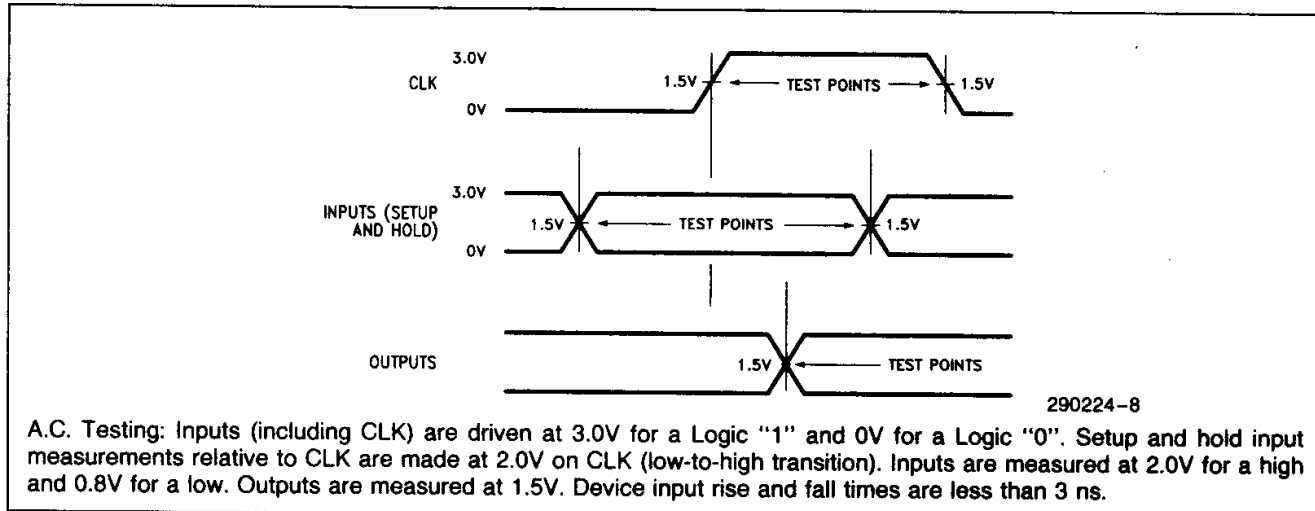 3.0V
CLK
1.5V
TEST POINTS
1.5V
0V
3.0V
INPUTS (SETUP
AND HOLD)
1.5V
TEST POINTS
1.5V
0V
OUTPUTS
1.5V
TEST POINTS
290224-8
A.C. Testing: Inputs (including CLK) are driven at 3.0V for a Logic "1" and 0V for a Logic "0". Setup and hold input
measurements relative to CLK are made at 2.0V on CLK (low-to-high transition). Inputs are measured at 2.0V for a high
and 0.8V for a low. Outputs are measured at 1.5V. Device input rise and fall times are less than 3 ns.